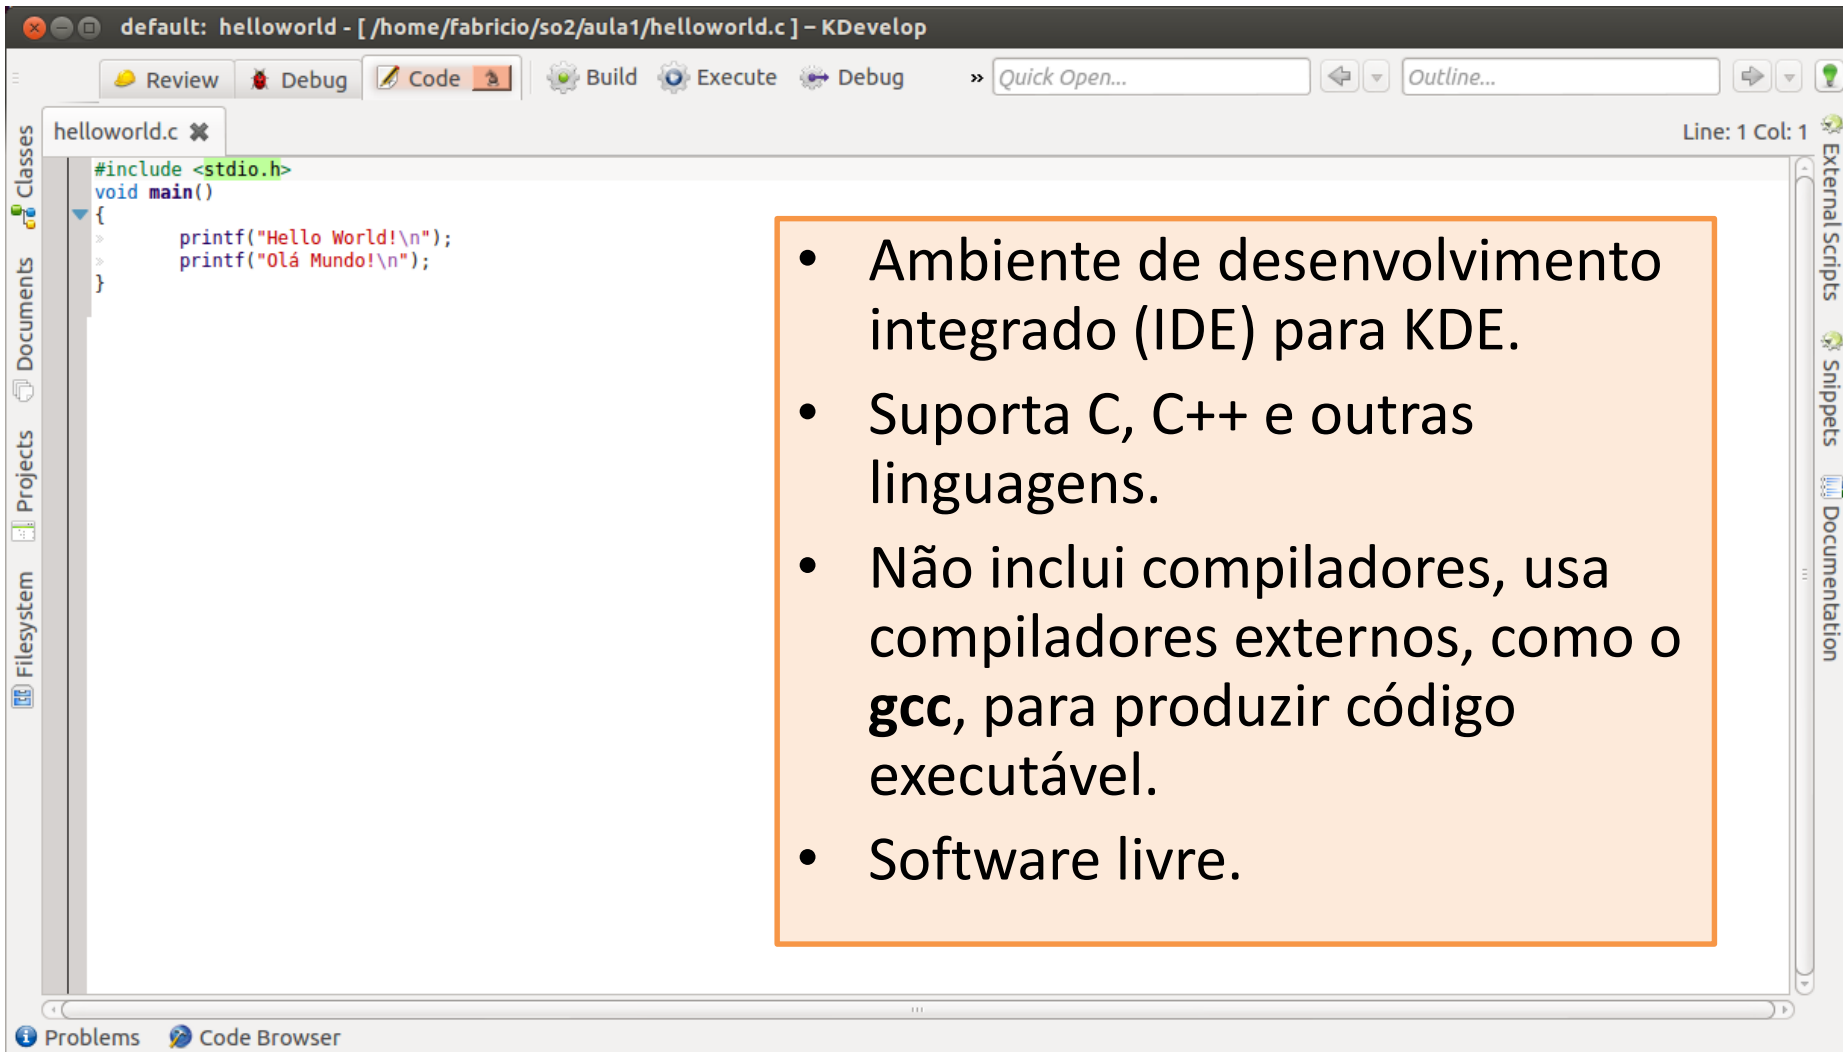 default: helloworld - [ /home/fabricio/so2/aula1/helloworld.c ] – KDevelop
Review Debug Code Build Execute Debug » Quick Open... Outline...
helloworld.c Line: 1 Col: 1
Classes
Documents
Projects
Filesystem
#include <stdio.h>
void main()
{
printf("Hello World!\n");
printf("Olá Mundo!\n");
}
• Ambiente de desenvolvimento
integrado (IDE) para KDE.
• Suporta C, C++ e outras
linguagens.
• Não inclui compiladores, usa
compiladores externos, como o
gcc, para produzir código
executável.
• Software livre.
External Scripts
Snippets
Documentation
Problems Code Browser